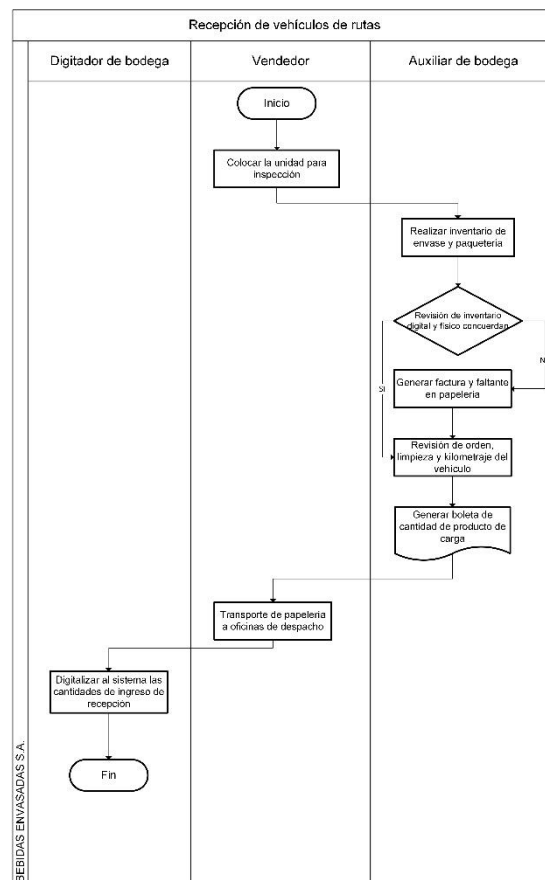 Recepción de vehículos de rutas
Digitador de bodega
Vendedor
Auxiliar de bodega
Inicio
Colocar la unidad para
inspección
Realizar inventario de
envase y paquetería
Revisión de inventario
digital y físico concuerdan
SI
N
Generar factura y faltante
en papelería
Revisión de orden,
limpieza y kilometraje del
vehículo
Generar boleta de
cantidad de producto de
carga
Transporte de papelería
a oficinas de despacho
Digitalizar al sistema las
cantidades de ingreso de
recepción
Fin
BEBIDAS ENVASADAS S.A.